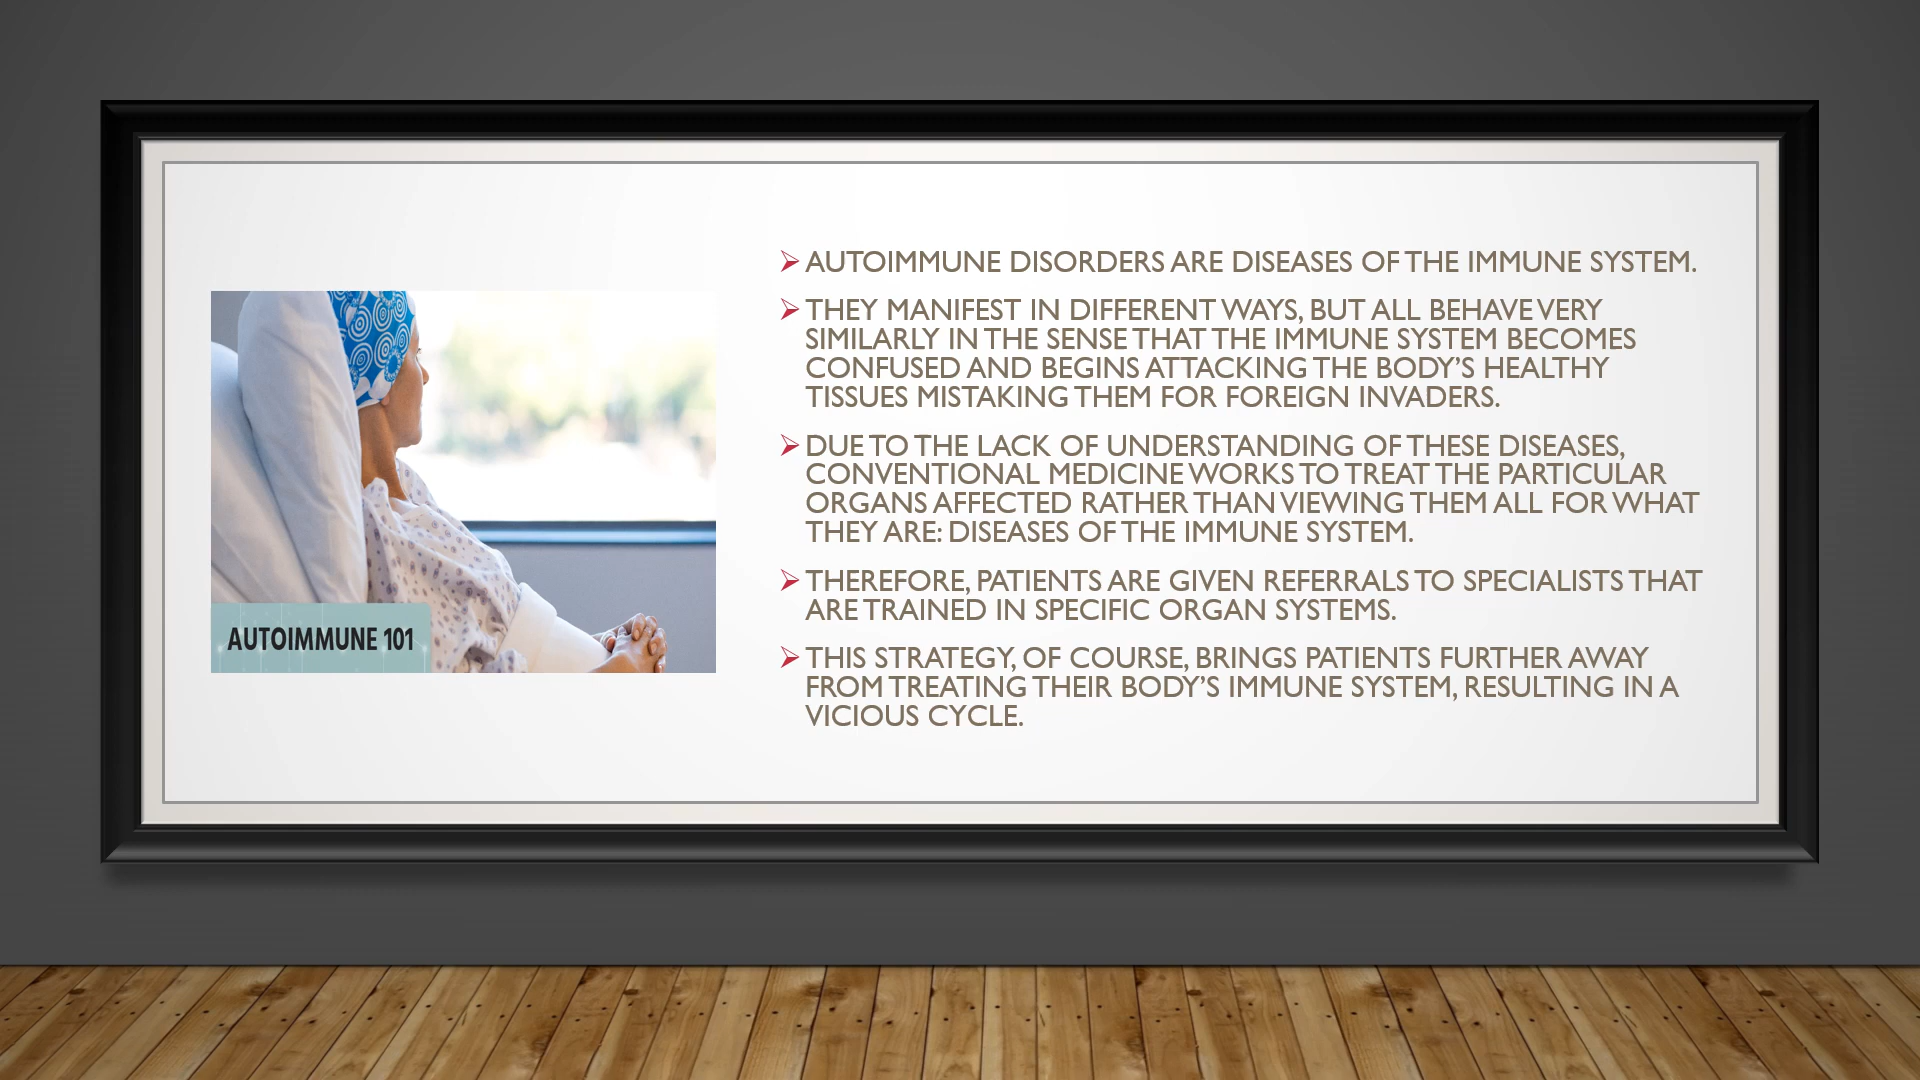 AUTOIMMUNE 101
AUTOIMMUNE DISORDERS ARE DISEASES OF THE IMMUNE SYSTEM.
THEY MANIFEST IN DIFFERENT WAYS, BUT ALL BEHAVE VERY
SIMILARLY IN THE SENSE THAT THE IMMUNE SYSTEM BECOMES
CONFUSED AND BEGINS ATTACKING THE BODY’S HEALTHY
TISSUES MISTAKING THEM FOR FOREIGN INVADERS.
DUE TO THE LACK OF UNDERSTANDING OF THESE DISEASES,
CONVENTIONAL MEDICINE WORKS TO TREAT THE PARTICULAR
ORGANS AFFECTED RATHER THAN VIEWING THEM ALL FOR WHAT
THEY ARE: DISEASES OF THE IMMUNE SYSTEM.
THEREFORE, PATIENTS ARE GIVEN REFERRALS TO SPECIALISTS THAT
ARE TRAINED IN SPECIFIC ORGAN SYSTEMS.
THIS STRATEGY, OF COURSE, BRINGS PATIENTS FURTHER AWAY
FROM TREATING THEIR BODY’S IMMUNE SYSTEM, RESULTING IN A
VICIOUS CYCLE.